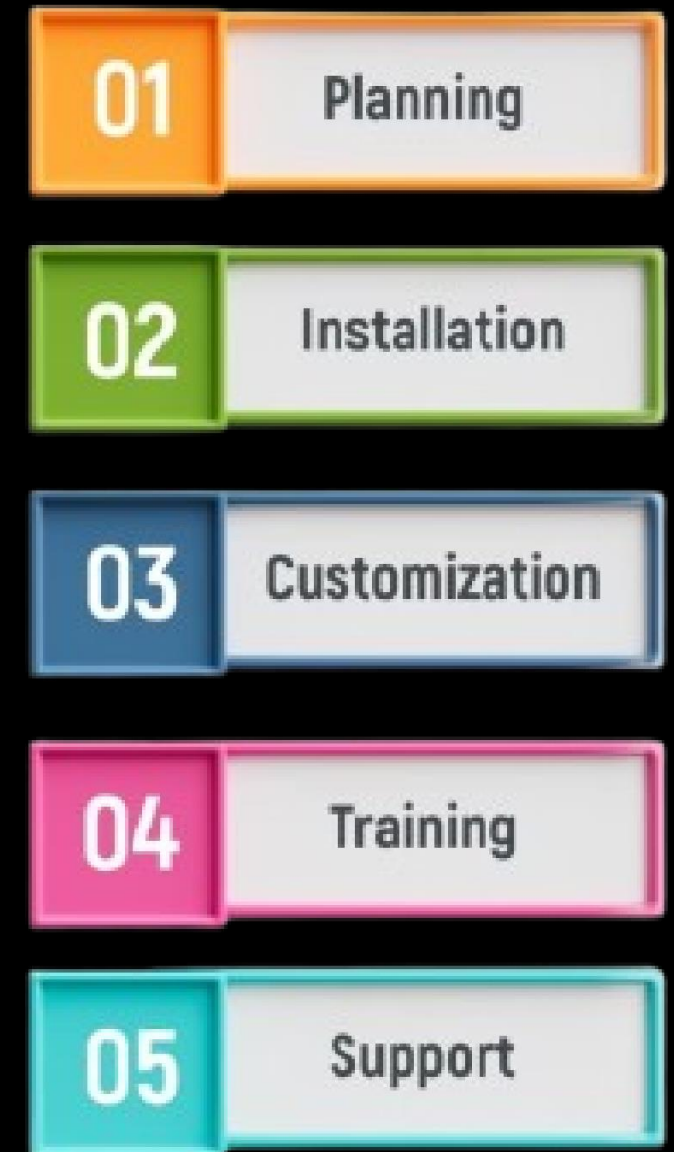 01 Planning
02 Installation
03 Customization
04 Training
05 Support